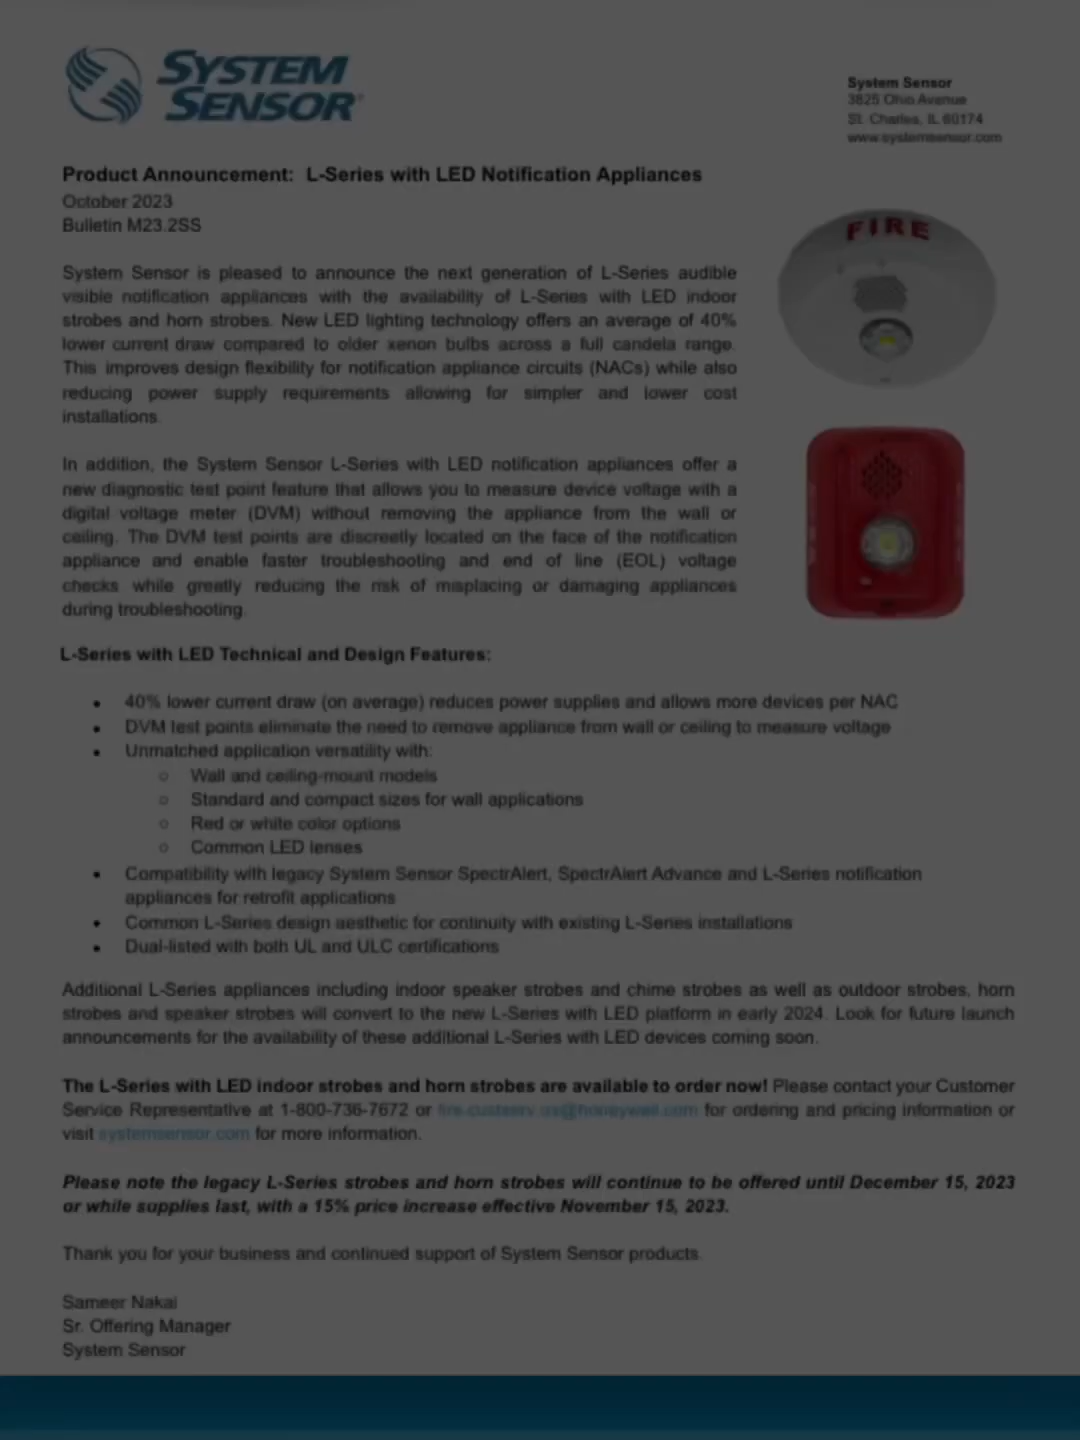 SYSTEM
SENSOR
System Sensor
3825 Ohio Avenue
St. Charles, IL 60174
www.systemsensor.com
Product Announcement: L-Series with LED Notification Appliances
October 2023
Bulletin M23.2SS
FIRE
System Sensor is pleased to announce the next generation of L-Series audible
visible notification appliances with the availability of L-Series with LED indoor
strobes and horn strobes. New LED lighting technology offers an average of 40%
lower current draw compared to older xenon bulbs across a full candela range.
This improves design flexibility for notification appliance circuits (NACs) while also
reducing power supply requirements allowing for simpler and lower cost
installations.
In addition, the System Sensor L-Series with LED notification appliances offer a
new diagnostic test point feature that allows you to measure device voltage with a
digital voltage meter (DVM) without removing the appliance from the wall or
ceiling. The DVM test points are discreetly located on the face of the notification
appliance and enable faster troubleshooting and end of line (EOL) voltage
checks while greatly reducing the risk of misplacing or damaging appliances
during troubleshooting.
L-Series with LED Technical and Design Features:
• 40% lower current draw (on average) reduces power supplies and allows more devices per NAC
• DVM test points eliminate the need to remove appliance from wall or ceiling to measure voltage
• Unmatched application versatility with:
○ Wall and ceiling-mount models
○ Standard and compact sizes for wall applications
○ Red or white color options
○ Common LED lenses
• Compatibility with legacy System Sensor SpectrAlert, SpectrAlert Advance and L-Series notification
appliances for retrofit applications
• Common L-Series design aesthetic for continuity with existing L-Series installations
• Dual-listed with both UL and ULC certifications
Additional L-Series appliances including indoor speaker strobes and chime strobes as well as outdoor strobes, horn
strobes and speaker strobes will convert to the new L-Series with LED platform in early 2024. Look for future launch
announcements for the availability of these additional L-Series with LED devices coming soon.
The L-Series with LED indoor strobes and horn strobes are available to order now! Please contact your Customer
Service Representative at 1-800-736-7672 or fire.custserv.us@honeywell.com for ordering and pricing information or
visit systemsensor.com for more information.
Please note the legacy L-Series strobes and horn strobes will continue to be offered until December 15, 2023
or while supplies last, with a 15% price increase effective November 15, 2023.
Thank you for your business and continued support of System Sensor products.
Sameer Nakai
Sr. Offering Manager
System Sensor